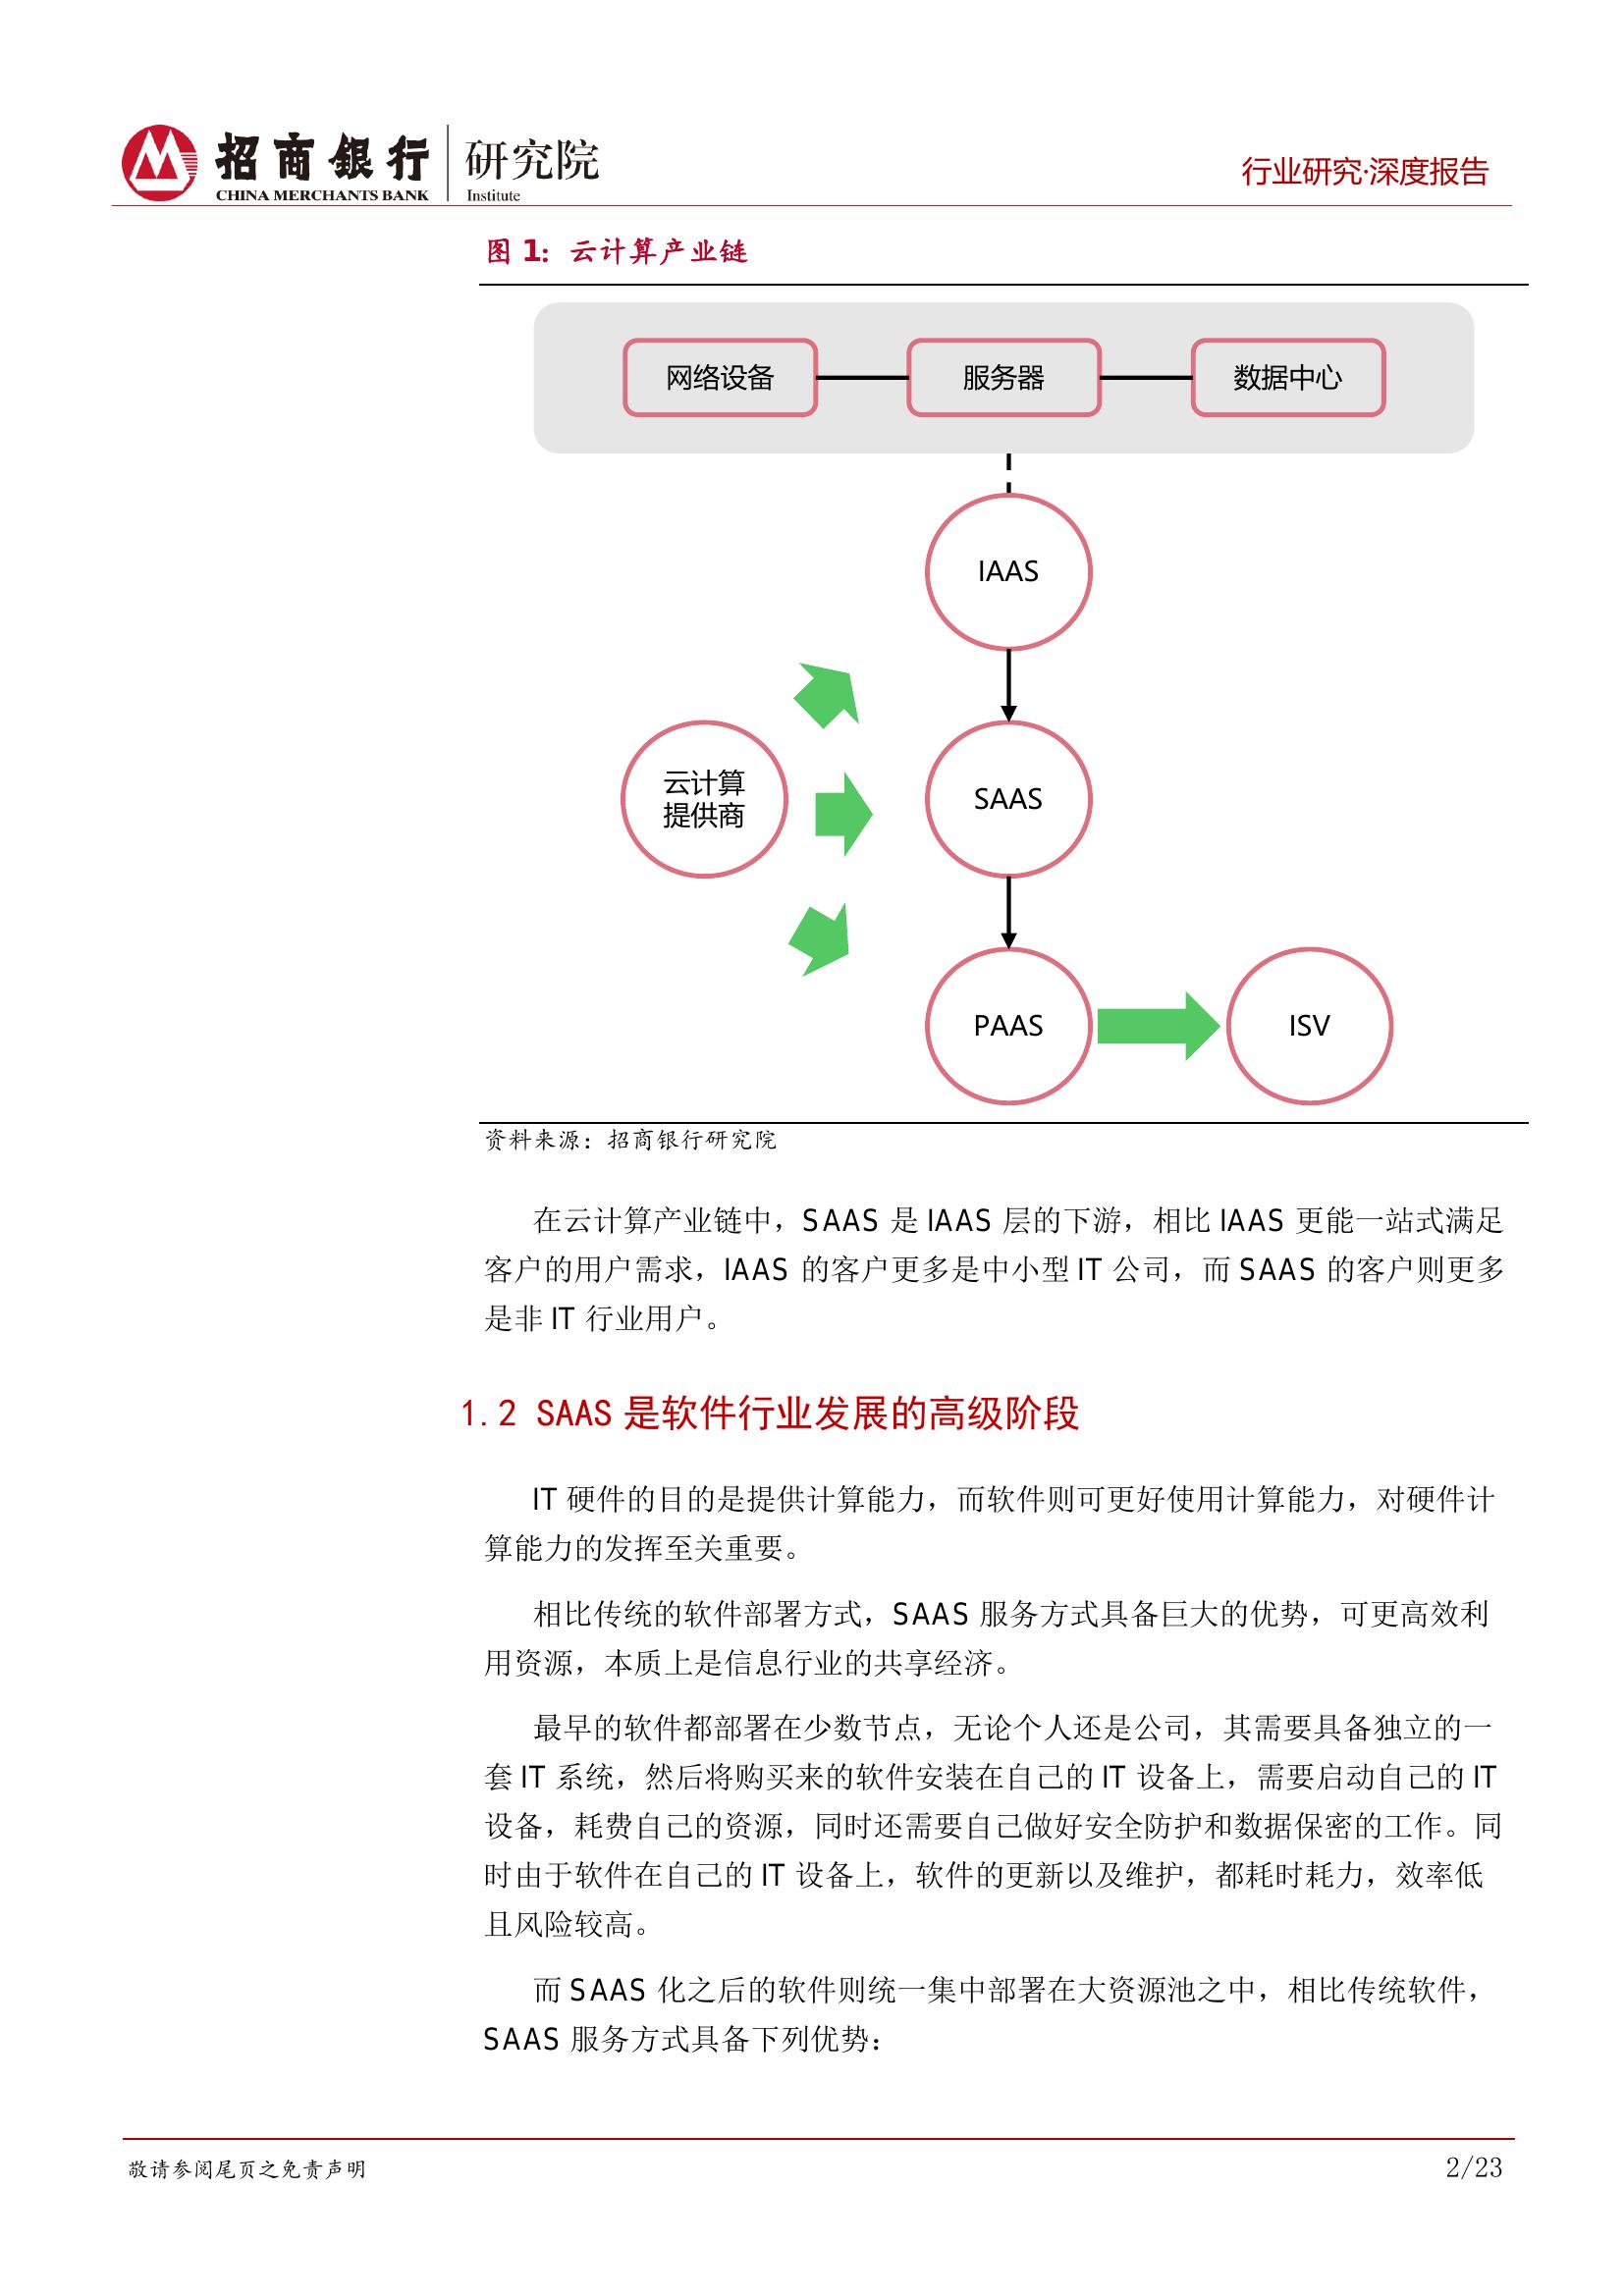 招商银行
CHINA MERCHANTS BANK
研究院
Institute
行业研究·深度报告
图 1: 云计算产业链
网络设备
服务器
数据中心
IAAS
云计算
提供商
SAAS
PAAS
ISV
资料来源：招商银行研究院
在云计算产业链中，SAAS 是 IAAS 层的下游，相比 IAAS 更能一站式满足
客户的用户需求，IAAS 的客户更多是中小型 IT 公司，而 SAAS 的客户则更多
是非 IT 行业用户。
1.2 SAAS 是软件行业发展的高级阶段
IT 硬件的目的是提供计算能力，而软件则可更好使用计算能力，对硬件计
算能力的发挥至关重要。
相比传统的软件部署方式，SAAS 服务方式具备巨大的优势，可更高效利
用资源，本质上是信息行业的共享经济。
最早的软件都部署在少数节点，无论个人还是公司，其需要具备独立的一
套 IT 系统，然后将购买来的软件安装在自己的 IT 设备上，需要启动自己的 IT
设备，耗费自己的资源，同时还需要自己做好安全防护和数据保密的工作。同
时由于软件在自己的 IT 设备上，软件的更新以及维护，都耗时耗力，效率低
且风险较高。
而 SAAS 化之后的软件则统一集中部署在大资源池之中，相比传统软件，
SAAS 服务方式具备下列优势：
敬请参阅尾页之免责声明
2/23